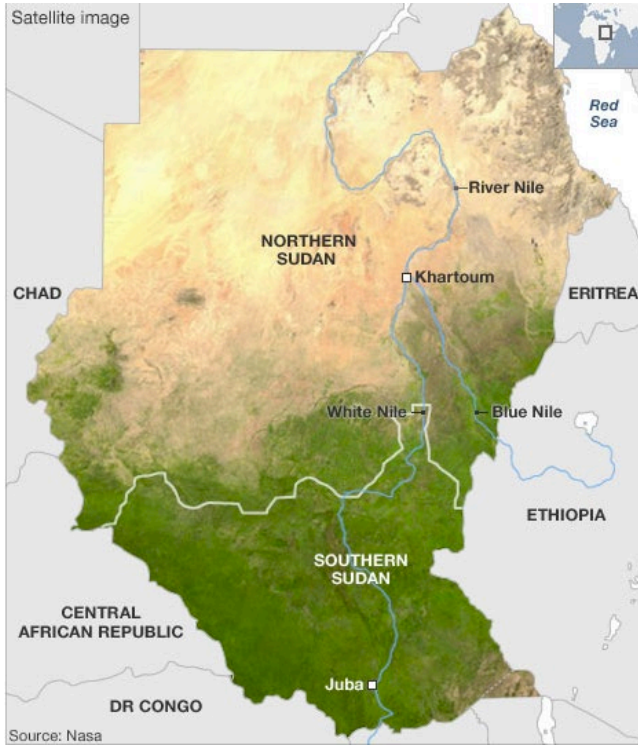 Satellite image
Red
Sea
River Nile
NORTHERN
SUDAN
Khartoum
CHAD
ERITREA
White Nile
Blue Nile
ETHIOPIA
SOUTHERN
SUDAN
CENTRAL
AFRICAN REPUBLIC
Juba
DR CONGO
Source: Nasa